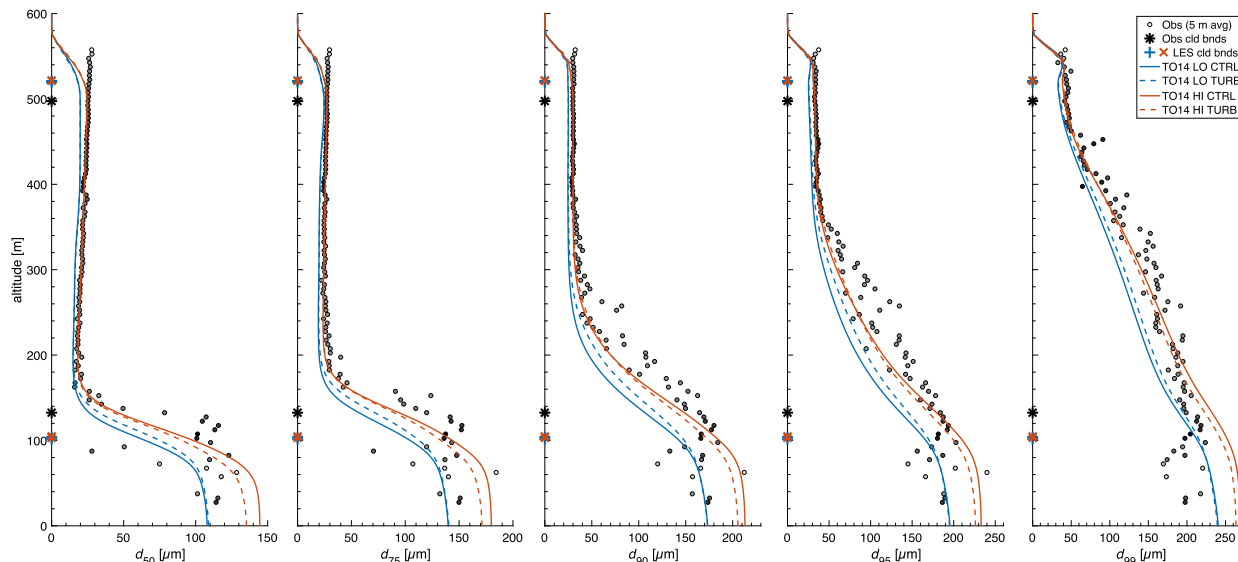 600
500
400
300
200
100
0
altitude [m]
0 50 100 150
d50 [µm]
0 50 100 150 200
d75 [µm]
0 50 100 150 200
d90 [µm]
0 50 100 150 200 250
d95 [µm]
0 50 100 150 200 250
d99 [µm]
Obs (5 m avg)
Obs cld bnds
LES cld bnds
TO14 LO CTRL
TO14 LO TURB
TO14 HI CTRL
TO14 HI TURB